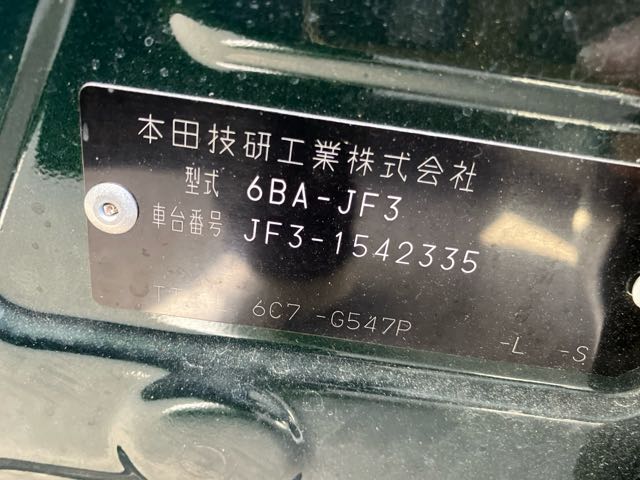 本田技研工業株式会社
型式 6BA-JF3
車台番号 JF3-1542335
6C7 -G547P -L -S